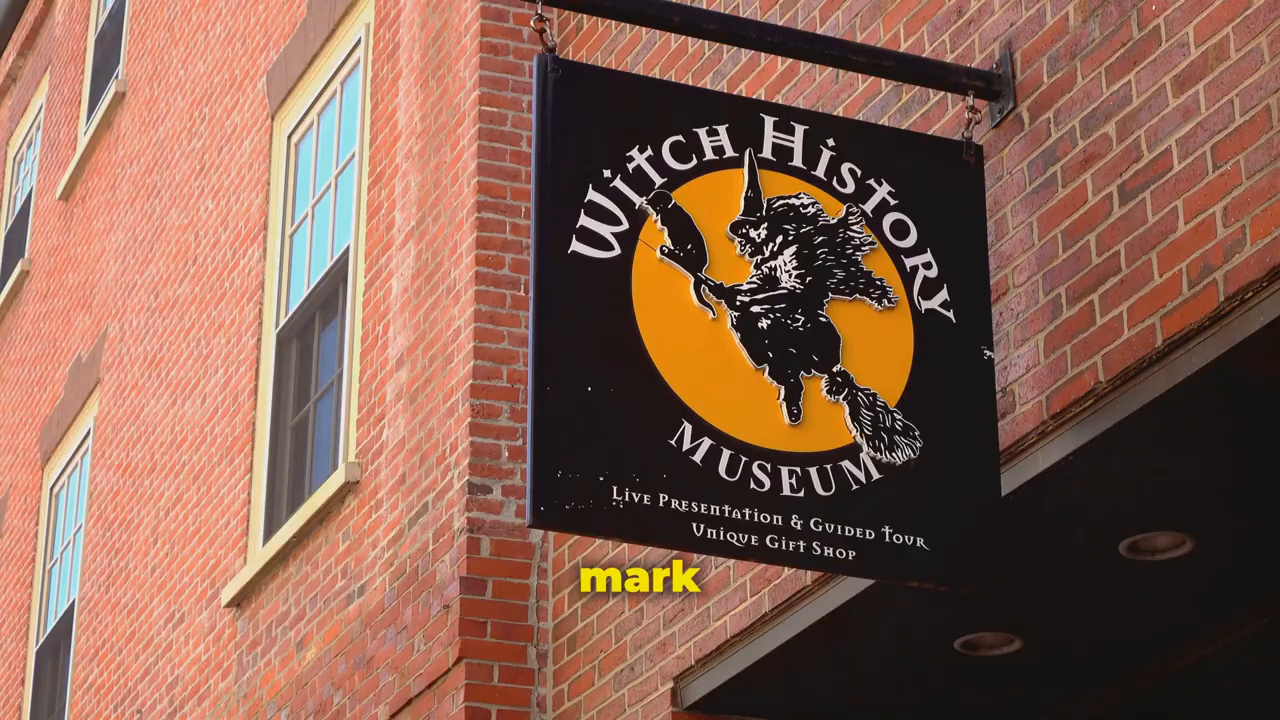 Witch History
Museum
Live Presentation & Guided Tour
Unique Gift Shop
mark